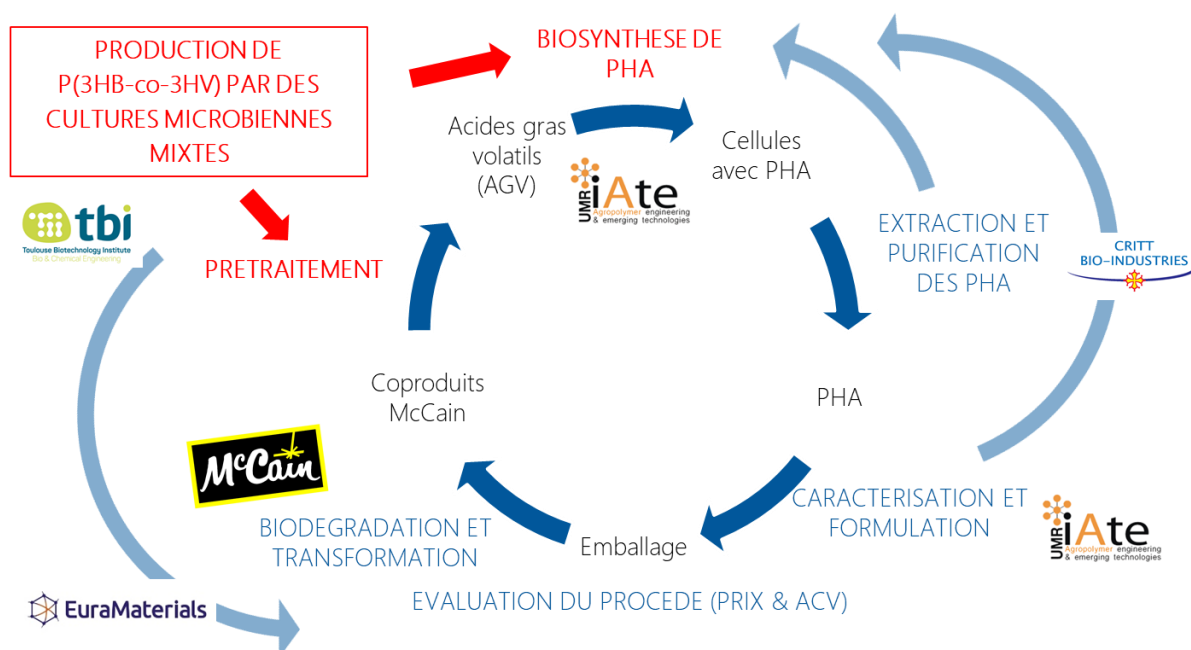 PRODUCTION DE
P(3HB-co-3HV) PAR DES
CULTURES MICROBIENNES
MIXTES
BIOSYNTHESE DE
PHA
Acides gras
volatils
(AGV)
Cellules
avec PHA
UMR iAte
Agropolymer engineering
& emerging technologies
tbi
Toulouse Biotechnology Institute
Bio & Chemical Engineering
PRETRAITEMENT
EXTRACTION ET
PURIFICATION
DES PHA
CRITT
BIO-INDUSTRIES
Coproduits
McCain
PHA
McCain
BIODEGRADATION ET
TRANSFORMATION
Emballage
CARACTERISATION ET
FORMULATION
UMR iAte
Agropolymer engineering
& emerging technologies
EuraMaterials
EVALUATION DU PROCEDE (PRIX & ACV)